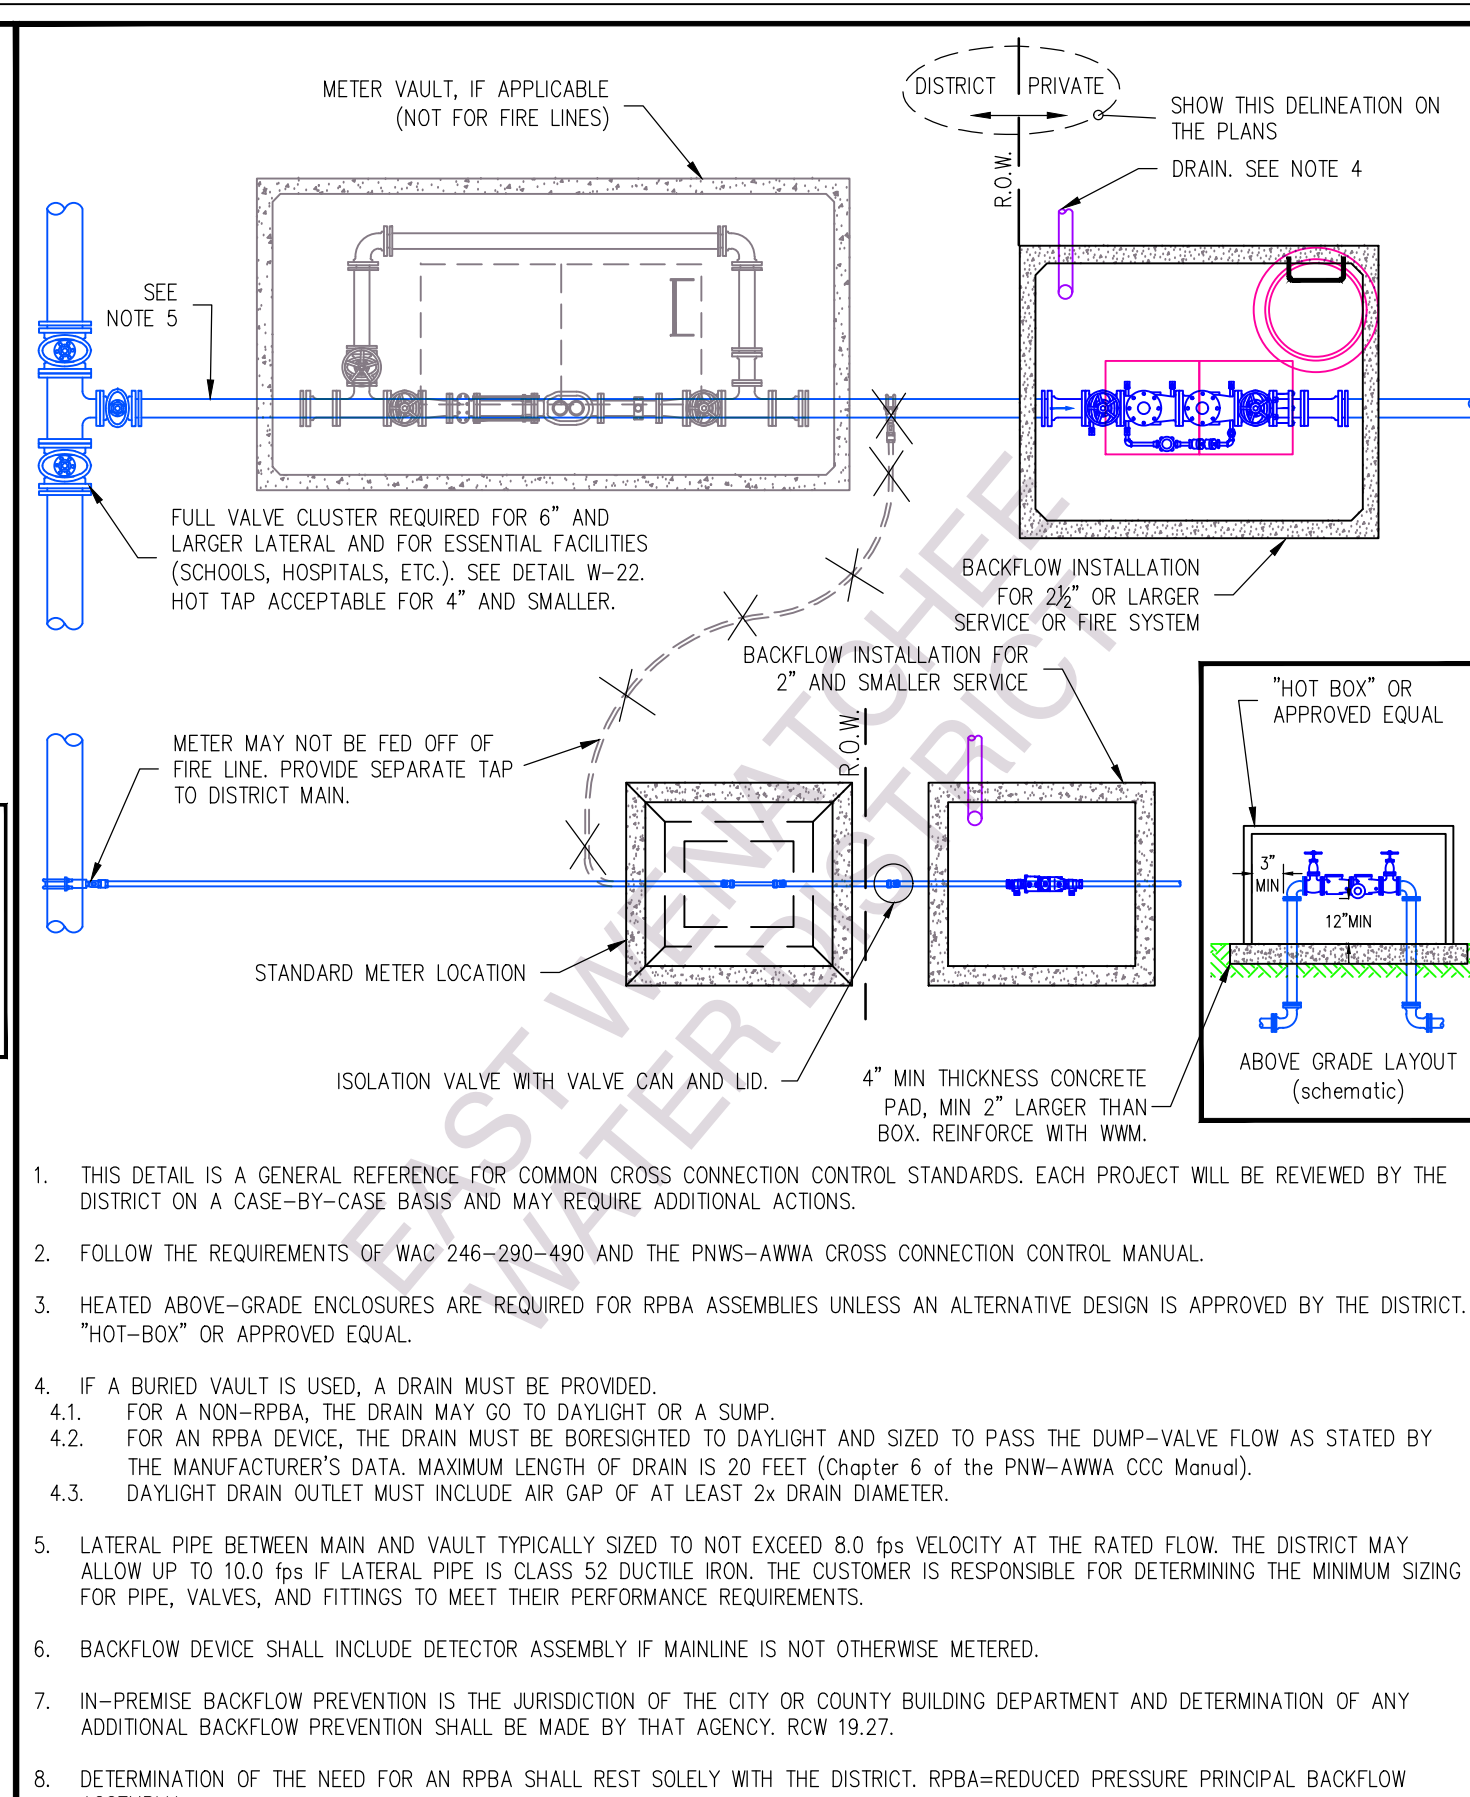 METER VAULT, IF APPLICABLE
(NOT FOR FIRE LINES)
DISTRICT PRIVATE
SHOW THIS DELINEATION ON
THE PLANS
R.O.W.
DRAIN. SEE NOTE 4
SEE
NOTE 5
FULL VALVE CLUSTER REQUIRED FOR 6" AND
LARGER LATERAL AND FOR ESSENTIAL FACILITIES
(SCHOOLS, HOSPITALS, ETC.). SEE DETAIL W-22.
HOT TAP ACCEPTABLE FOR 4" AND SMALLER.
BACKFLOW INSTALLATION
FOR 2½" OR LARGER
SERVICE OR FIRE SYSTEM
BACKFLOW INSTALLATION FOR
2" AND SMALLER SERVICE
R.O.W.
METER MAY NOT BE FED OFF OF
FIRE LINE. PROVIDE SEPARATE TAP
TO DISTRICT MAIN.
"HOT BOX" OR
APPROVED EQUAL
3"
MIN
12"MIN
STANDARD METER LOCATION
ISOLATION VALVE WITH VALVE CAN AND LID.
4" MIN THICKNESS CONCRETE
PAD, MIN 2" LARGER THAN
BOX. REINFORCE WITH WWM.
ABOVE GRADE LAYOUT
(schematic)
EAST WENATCHEE
WATER DISTRICT
1. THIS DETAIL IS A GENERAL REFERENCE FOR COMMON CROSS CONNECTION CONTROL STANDARDS. EACH PROJECT WILL BE REVIEWED BY THE
DISTRICT ON A CASE-BY-CASE BASIS AND MAY REQUIRE ADDITIONAL ACTIONS.
2. FOLLOW THE REQUIREMENTS OF WAC 246-290-490 AND THE PNWS-AWWA CROSS CONNECTION CONTROL MANUAL.
3. HEATED ABOVE-GRADE ENCLOSURES ARE REQUIRED FOR RPBA ASSEMBLIES UNLESS AN ALTERNATIVE DESIGN IS APPROVED BY THE DISTRICT.
"HOT-BOX" OR APPROVED EQUAL.
4. IF A BURIED VAULT IS USED, A DRAIN MUST BE PROVIDED.
4.1. FOR A NON-RPBA, THE DRAIN MAY GO TO DAYLIGHT OR A SUMP.
4.2. FOR AN RPBA DEVICE, THE DRAIN MUST BE BORESIGHTED TO DAYLIGHT AND SIZED TO PASS THE DUMP-VALVE FLOW AS STATED BY
THE MANUFACTURER'S DATA. MAXIMUM LENGTH OF DRAIN IS 20 FEET (Chapter 6 of the PNW-AWWA CCC Manual).
4.3. DAYLIGHT DRAIN OUTLET MUST INCLUDE AIR GAP OF AT LEAST 2x DRAIN DIAMETER.
5. LATERAL PIPE BETWEEN MAIN AND VAULT TYPICALLY SIZED TO NOT EXCEED 8.0 fps VELOCITY AT THE RATED FLOW. THE DISTRICT MAY
ALLOW UP TO 10.0 fps IF LATERAL PIPE IS CLASS 52 DUCTILE IRON. THE CUSTOMER IS RESPONSIBLE FOR DETERMINING THE MINIMUM SIZING
FOR PIPE, VALVES, AND FITTINGS TO MEET THEIR PERFORMANCE REQUIREMENTS.
6. BACKFLOW DEVICE SHALL INCLUDE DETECTOR ASSEMBLY IF MAINLINE IS NOT OTHERWISE METERED.
7. IN-PREMISE BACKFLOW PREVENTION IS THE JURISDICTION OF THE CITY OR COUNTY BUILDING DEPARTMENT AND DETERMINATION OF ANY
ADDITIONAL BACKFLOW PREVENTION SHALL BE MADE BY THAT AGENCY. RCW 19.27.
8. DETERMINATION OF THE NEED FOR AN RPBA SHALL REST SOLELY WITH THE DISTRICT. RPBA=REDUCED PRESSURE PRINCIPAL BACKFLOW